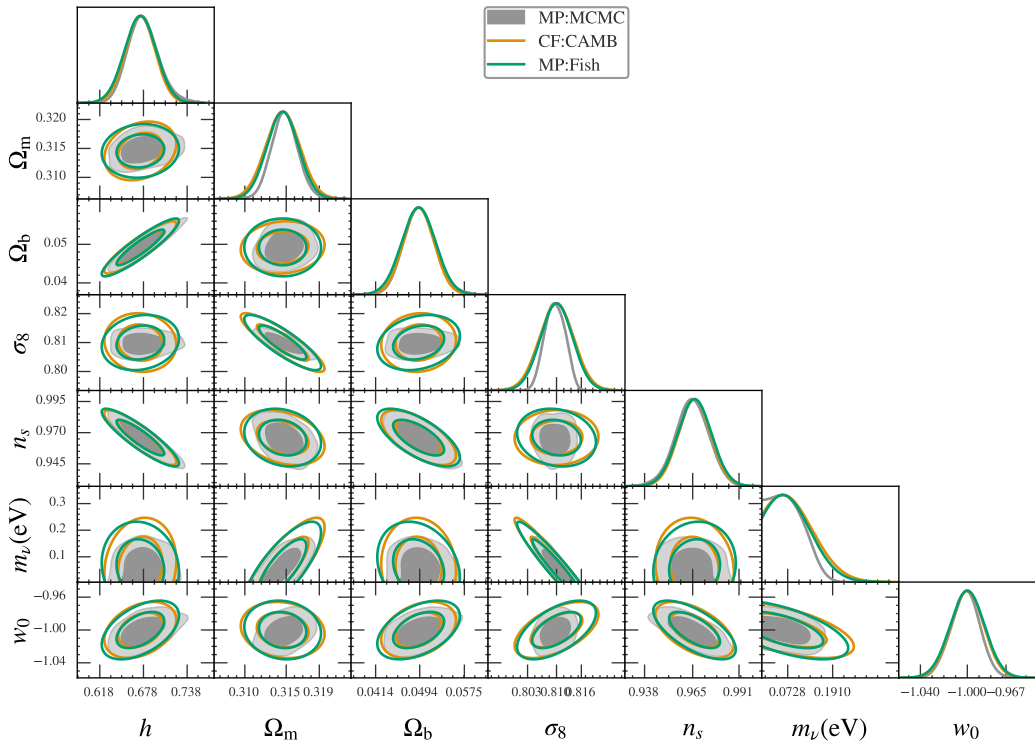 MP:MCMC
CF:CAMB
MP:Fish
0.320
0.315
0.310
Ωm
0.05
0.04
Ωb
0.82
0.81
0.80
σ8
0.995
0.970
0.945
ns
0.3
0.2
0.1
mν(eV)
−0.96
−1.00
−1.04
w0
0.618 0.678 0.738
0.310 0.315 0.319
0.0414 0.0494 0.0575
0.803 0.810 0.816
0.938 0.965 0.991
0.0728 0.1910
−1.040 −1.000 −0.967
h Ωm Ωb σ8 ns mν(eV) w0